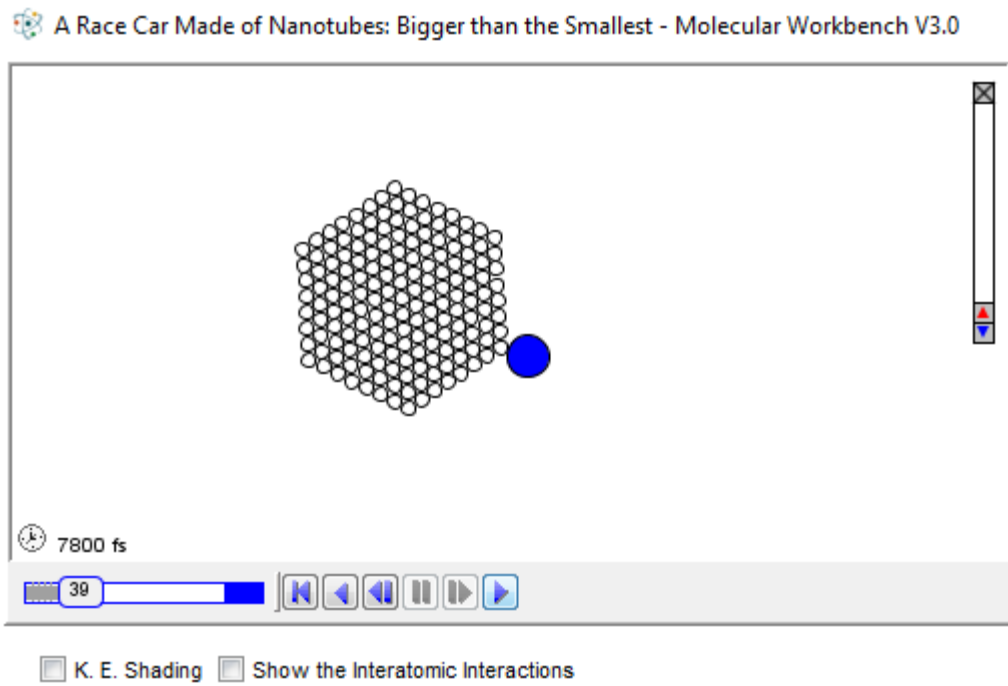 A Race Car Made of Nanotubes: Bigger than the Smallest - Molecular Workbench V3.0
7800 fs
39
K. E. Shading Show the Interatomic Interactions